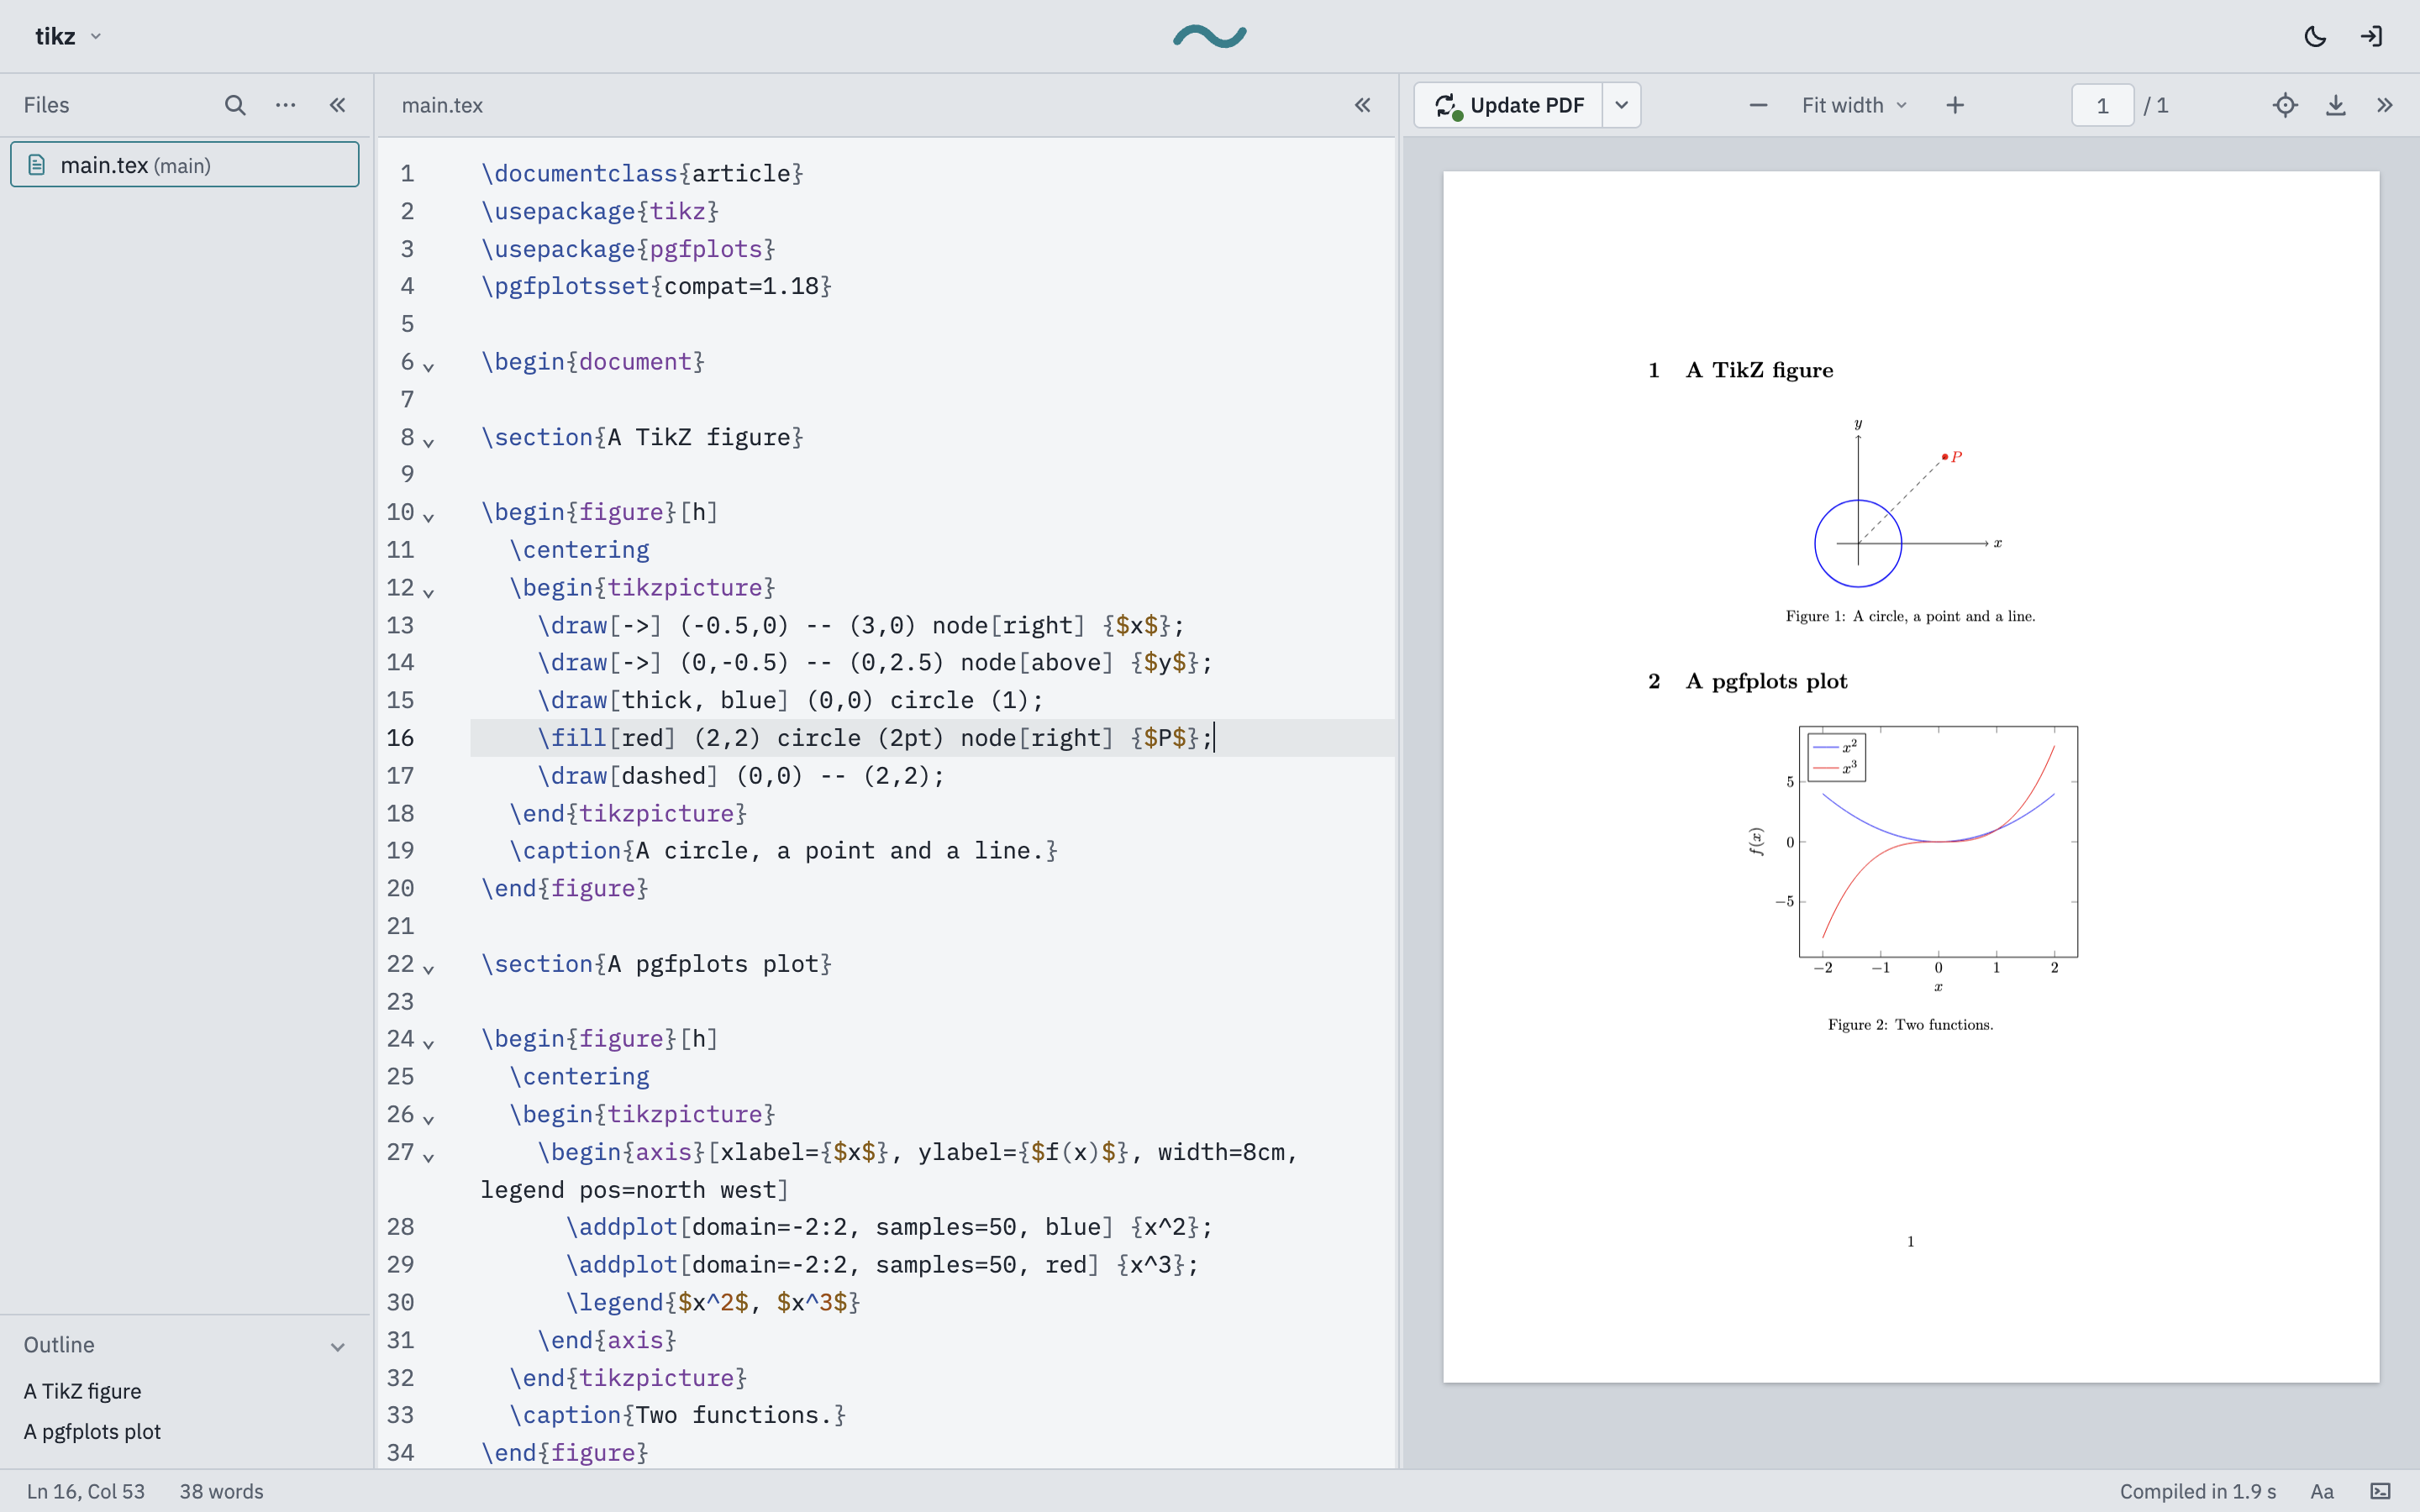 tikz
Files
main.tex (main)
Outline
A TikZ figure
A pgfplots plot
main.tex
1 \documentclass{article}
2 \usepackage{tikz}
3 \usepackage{pgfplots}
4 \pgfplotsset{compat=1.18}
5
6 \begin{document}
7
8 \section{A TikZ figure}
9
10 \begin{figure}[h]
11 \centering
12 \begin{tikzpicture}
13 \draw[->] (-0.5,0) -- (3,0) node[right] {$x$};
14 \draw[->] (0,-0.5) -- (0,2.5) node[above] {$y$};
15 \draw[thick, blue] (0,0) circle (1);
16 \fill[red] (2,2) circle (2pt) node[right] {$P$};
17 \draw[dashed] (0,0) -- (2,2);
18 \end{tikzpicture}
19 \caption{A circle, a point and a line.}
20 \end{figure}
21
22 \section{A pgfplots plot}
23
24 \begin{figure}[h]
25 \centering
26 \begin{tikzpicture}
27 \begin{axis}[xlabel={$x$}, ylabel={$f(x)$}, width=8cm,
legend pos=north west]
28 \addplot[domain=-2:2, samples=50, blue] {x^2};
29 \addplot[domain=-2:2, samples=50, red] {x^3};
30 \legend{$x^2$, $x^3$}
31 \end{axis}
32 \end{tikzpicture}
33 \caption{Two functions.}
34 \end{figure}
Update PDF
Fit width
1 / 1
1 A TikZ figure
y
P
x
Figure 1: A circle, a point and a line.
2 A pgfplots plot
x²
x³
5
0
−5
f(x)
−2 −1 0 1 2
x
Figure 2: Two functions.
1
Ln 16, Col 53 38 words
Compiled in 1.9 s Aa